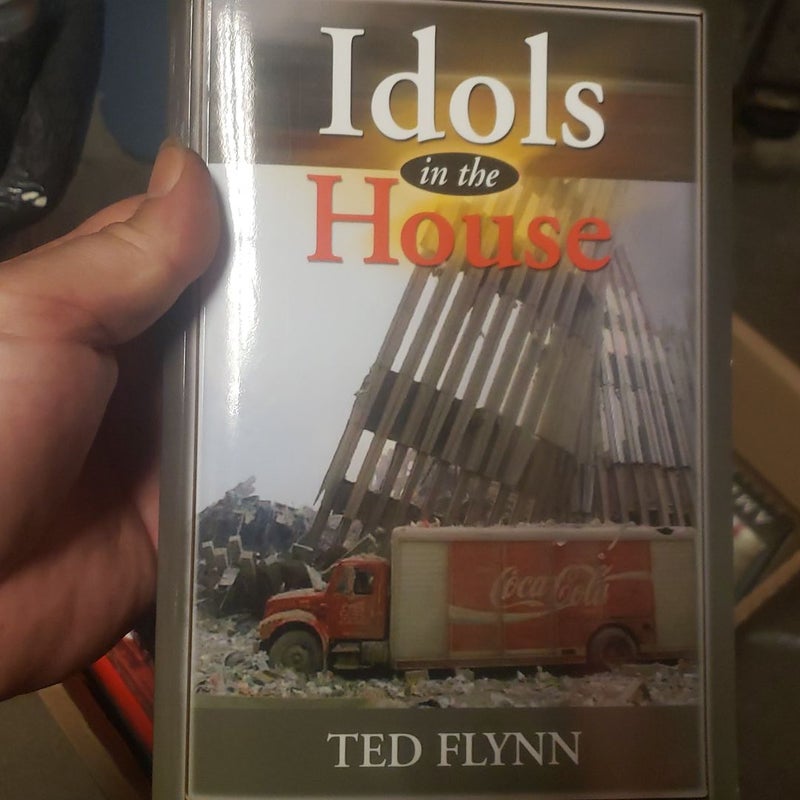 Idols
in the
House
Coca-Cola
TED FLYNN